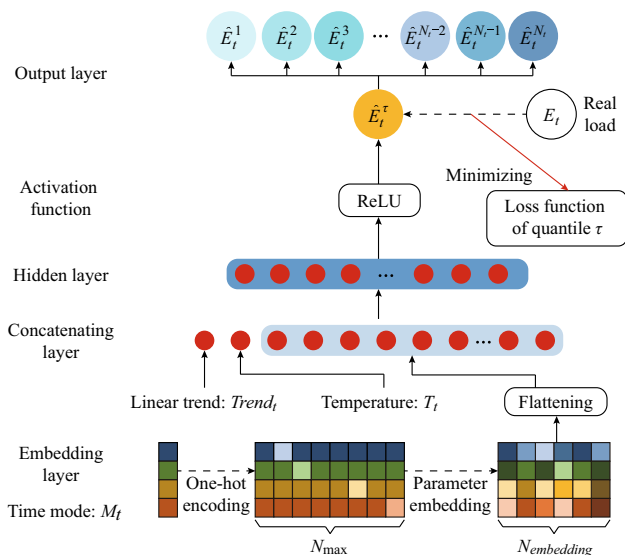 Ê_t^1 Ê_t^2 Ê_t^3 ... Ê_t^{N_t-2} Ê_t^{N_t-1} Ê_t^{N_t}
Output layer
Ê_t^τ
E_t
Real
load
Minimizing
Activation
function
ReLU
Loss function
of quantile τ
Hidden layer
...
Concatenating
layer
...
Linear trend: Trend_t
Temperature: T_t
Flattening
Embedding
layer
One-hot
encoding
Parameter
embedding
Time mode: M_t
N_max
N_embedding